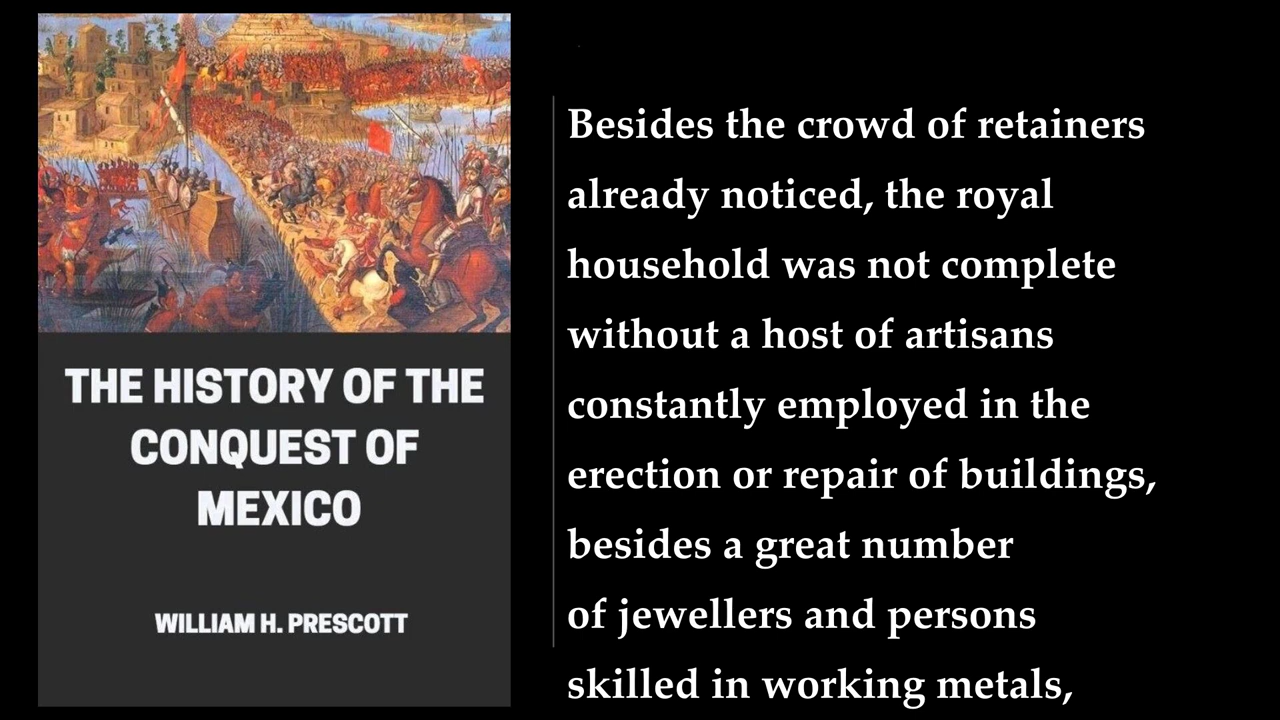 THE HISTORY OF THE
CONQUEST OF
MEXICO
WILLIAM H. PRESCOTT
Besides the crowd of retainers
already noticed, the royal
household was not complete
without a host of artisans
constantly employed in the
erection or repair of buildings,
besides a great number
of jewellers and persons
skilled in working metals,